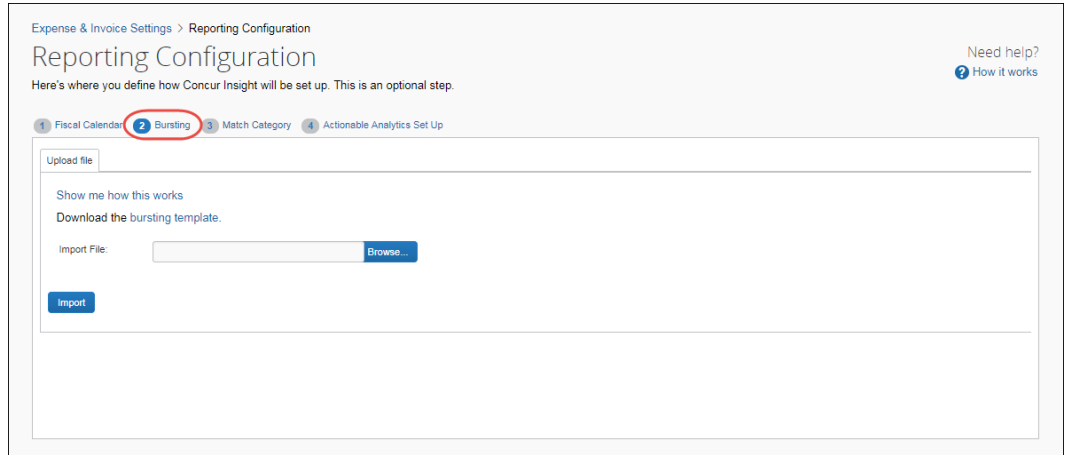 Expense & Invoice Settings > Reporting Configuration
Reporting Configuration
Need help?
? How it works
Here's where you define how Concur Insight will be set up. This is an optional step.
1 Fiscal Calendar 2 Bursting 3 Match Category 4 Actionable Analytics Set Up
Upload file
Show me how this works
Download the bursting template.
Import File:
Browse...
Import